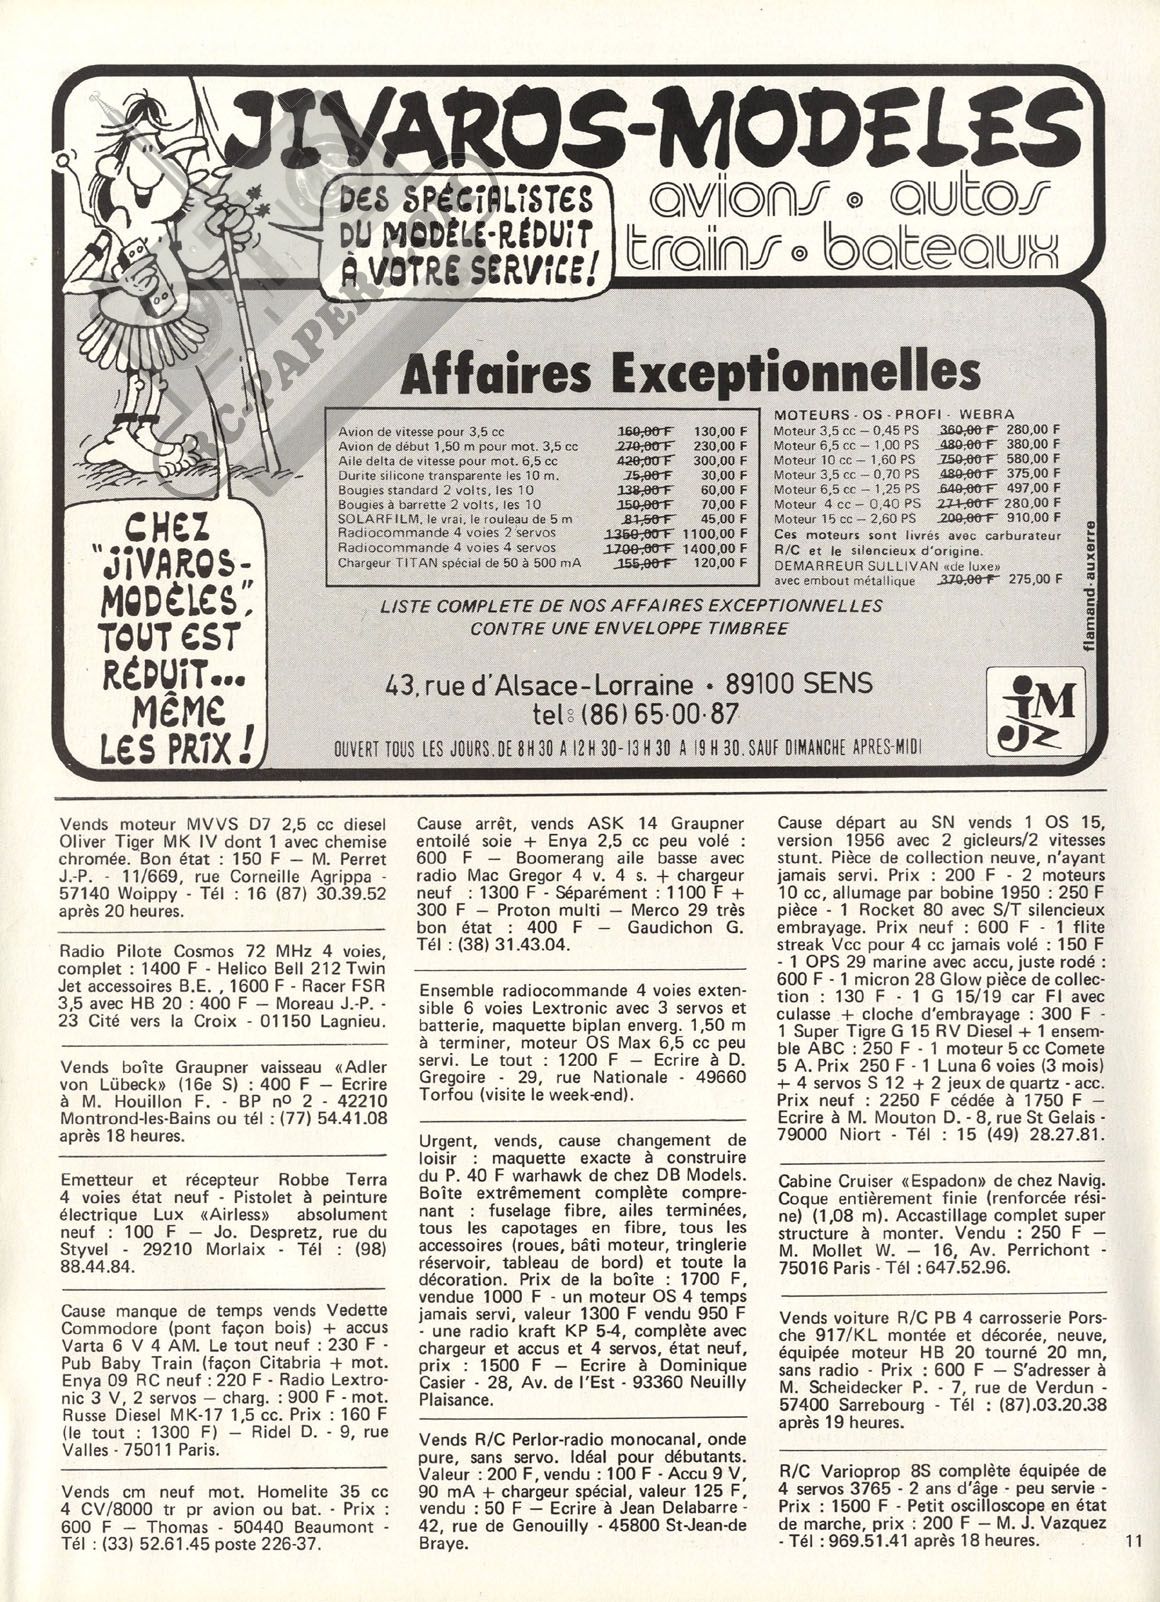 JIVAROS-MODELES
avions • autos
trains • bateaux
DES SPÉCIALISTES
DU MODÈLE-RÉDUIT
À VOTRE SERVICE!
RC-PAPER.COM
Affaires Exceptionnelles
Avion de vitesse pour 3,5 cc 160,00 F 130,00 F
Avion de début 1,50 m pour mot. 3,5 cc 270,00 F 230,00 F
Aile delta de vitesse pour mot. 6,5 cc 420,00 F 300,00 F
Durite silicone transparente les 10 m. 75,00 F 30,00 F
Bougies standard 2 volts, les 10 138,00 F 60,00 F
Bougies à barrette 2 volts, les 10 150,00 F 70,00 F
SOLARFILM, le vrai, le rouleau de 5 m 81,50 F 45,00 F
Radiocommande 4 voies 2 servos 1350,00 F 1100,00 F
Radiocommande 4 voies 4 servos 1700,00 F 1400,00 F
Chargeur TITAN spécial de 50 à 500 mA 155,00 F 120,00 F
MOTEURS - OS - PROFI - WEBRA
Moteur 3,5 cc — 0,45 PS 360,00 F 280,00 F
Moteur 6,5 cc — 1,00 PS 480,00 F 380,00 F
Moteur 10 cc — 1,60 PS 750,00 F 580,00 F
Moteur 3,5 cc — 0,70 PS 480,00 F 375,00 F
Moteur 6,5 cc — 1,25 PS 640,00 F 497,00 F
Moteur 4 cc — 0,40 PS 271,00 F 280,00 F
Moteur 15 cc — 2,60 PS 200,00 F 910,00 F
Ces moteurs sont livrés avec carburateur
R/C et le silencieux d'origine.
DEMARREUR SULLIVAN «de luxe»
avec embout métallique 370,00 F 275,00 F
flamand-auxerre
CHEZ
"JIVAROS-
MODÈLES",
TOUT EST
RÉDUIT...
MÊME
LES PRIX!
LISTE COMPLETE DE NOS AFFAIRES EXCEPTIONNELLES
CONTRE UNE ENVELOPPE TIMBREE
43, rue d'Alsace-Lorraine • 89100 SENS
tel: (86) 65-00-87
OUVERT TOUS LES JOURS. DE 8H30 A 12H30-13H30 A 19H30. SAUF DIMANCHE APRES-MIDI
JMJZ
Vends moteur MVVS D7 2,5 cc diesel
Oliver Tiger MK IV dont 1 avec chemise
chromée. Bon état : 150 F — M. Perret
J.-P. - 11/669, rue Corneille Agrippa -
57140 Woippy - Tél : 16 (87) 30.39.52
après 20 heures.
Radio Pilote Cosmos 72 MHz 4 voies,
complet : 1400 F - Helico Bell 212 Twin
Jet accessoires B.E. , 1600 F - Racer FSR
3,5 avec HB 20 : 400 F — Moreau J.-P. -
23 Cité vers la Croix - 01150 Lagnieu.
Vends boîte Graupner vaisseau «Adler
von Lübeck» (16e S) : 400 F — Ecrire
à M. Houillon F. - BP nº 2 - 42210
Montrond-les-Bains ou tél : (77) 54.41.08
après 18 heures.
Emetteur et récepteur Robbe Terra
4 voies état neuf - Pistolet à peinture
électrique Lux «Airless» absolument
neuf : 100 F — Jo. Despretz, rue du
Styvel - 29210 Morlaix - Tél : (98)
88.44.84.
Cause manque de temps vends Vedette
Commodore (pont façon bois) + accus
Varta 6 V 4 AM. Le tout neuf : 230 F -
Pub Baby Train (façon Citabria + mot.
Enya 09 RC neuf : 220 F - Radio Lextro-
nic 3 V, 2 servos — charg. : 900 F - mot.
Russe Diesel MK-17 1,5 cc. Prix : 160 F
(le tout : 1300 F) — Ridel D. - 9, rue
Valles - 75011 Paris.
Vends cm neuf mot. Homelite 35 cc
4 CV/8000 tr pr avion ou bat. - Prix :
600 F — Thomas - 50440 Beaumont -
Tél : (33) 52.61.45 poste 226-37.
Cause arrêt, vends ASK 14 Graupner
entoilé soie + Enya 2,5 cc peu volé :
600 F — Boomerang aile basse avec
radio Mac Gregor 4 v. 4 s. + chargeur
neuf : 1300 F - Séparément : 1100 F +
300 F — Proton multi — Merco 29 très
bon état : 400 F — Gaudichon G.
Tél : (38) 31.43.04.
Ensemble radiocommande 4 voies exten-
sible 6 voies Lextronic avec 3 servos et
batterie, maquette biplan enverg. 1,50 m
à terminer, moteur OS Max 6,5 cc peu
servi. Le tout : 1200 F — Ecrire à D.
Gregoire - 29, rue Nationale - 49660
Torfou (visite le week-end).
Urgent, vends, cause changement de
loisir : maquette exacte à construire
du P. 40 F warhawk de chez DB Models.
Boîte extrêmement complète compre-
nant : fuselage fibre, ailes terminées,
tous les capotages en fibre, tous les
accessoires (roues, bâti moteur, tringlerie
réservoir, tableau de bord) et toute la
décoration. Prix de la boîte : 1700 F,
vendue 1000 F - un moteur OS 4 temps
jamais servi, valeur 1300 F vendu 950 F
- une radio kraft KP 5-4, complète avec
chargeur et accus et 4 servos, état neuf,
prix : 1500 F — Ecrire à Dominique
Casier - 28, Av. de l'Est - 93360 Neuilly
Plaisance.
Vends R/C Perlor-radio monocanal, onde
pure, sans servo. Idéal pour débutants.
Valeur : 200 F, vendu : 100 F - Accu 9 V,
90 mA + chargeur spécial, valeur 125 F,
vendu : 50 F — Ecrire à Jean Delabarre -
42, rue de Genouilly - 45800 St-Jean-de
Braye.
Cause départ au SN vends 1 OS 15,
version 1956 avec 2 gicleurs/2 vitesses
stunt. Pièce de collection neuve, n'ayant
jamais servi. Prix : 200 F - 2 moteurs
10 cc, allumage par bobine 1950 : 250 F
pièce - 1 Rocket 80 avec S/T silencieux
embrayage. Prix neuf : 600 F - 1 flite
streak Vcc pour 4 cc jamais volé : 150 F
- 1 OPS 29 marine avec accu, juste rodé :
600 F - 1 micron 28 Glow pièce de collec-
tion : 130 F - 1 G 15/19 car FI avec
culasse + cloche d'embrayage : 300 F -
1 Super Tigre G 15 RV Diesel + 1 ensem-
ble ABC : 250 F - 1 moteur 5 cc Comete
5 A. Prix 250 F - 1 Luna 6 voies (3 mois)
+ 4 servos S 12 + 2 jeux de quartz - acc.
Prix neuf : 2250 F cédée à 1750 F —
Ecrire à M. Mouton D. - 8, rue St Gelais -
79000 Niort - Tél : 15 (49) 28.27.81.
Cabine Cruiser «Espadon» de chez Navig.
Coque entièrement finie (renforcée rési-
ne) (1,08 m). Accastillage complet super
structure à monter. Vendu : 250 F —
M. Mollet W. — 16, Av. Perrichont -
75016 Paris - Tél : 647.52.96.
Vends voiture R/C PB 4 carrosserie Pors-
che 917/KL montée et décorée, neuve,
équipée moteur HB 20 tourné 20 mn,
sans radio - Prix : 600 F — S'adresser à
M. Scheidecker P. - 7, rue de Verdun -
57400 Sarrebourg - Tél : (87).03.20.38
après 19 heures.
R/C Varioprop 8S complète équipée de
4 servos 3765 - 2 ans d'âge - peu servie -
Prix : 1500 F - Petit oscilloscope en état
de marche, prix : 200 F — M. J. Vazquez
- Tél : 969.51.41 après 18 heures.
11